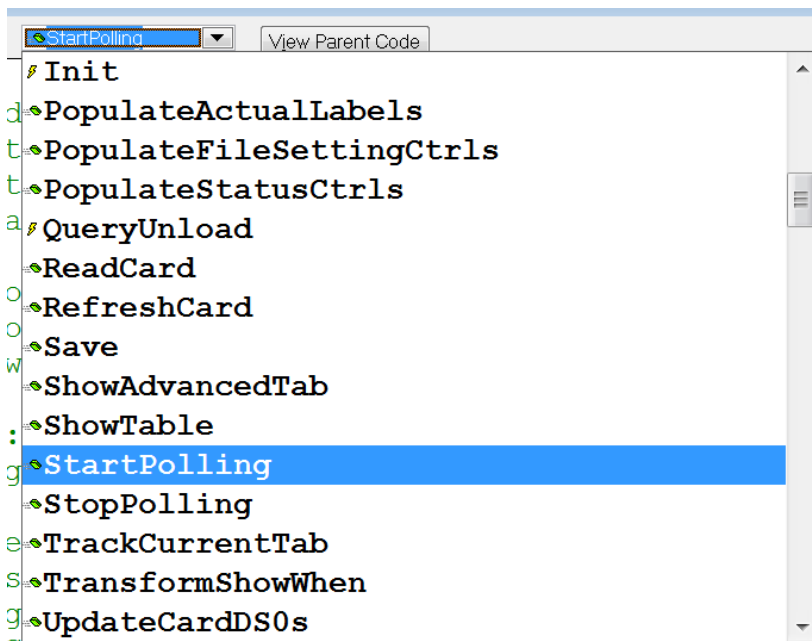 StartPolling
View Parent Code
Init
PopulateActualLabels
PopulateFileSettingCtrls
PopulateStatusCtrls
QueryUnload
ReadCard
RefreshCard
Save
ShowAdvancedTab
ShowTable
StartPolling
StopPolling
TrackCurrentTab
TransformShowWhen
UpdateCardDS0s